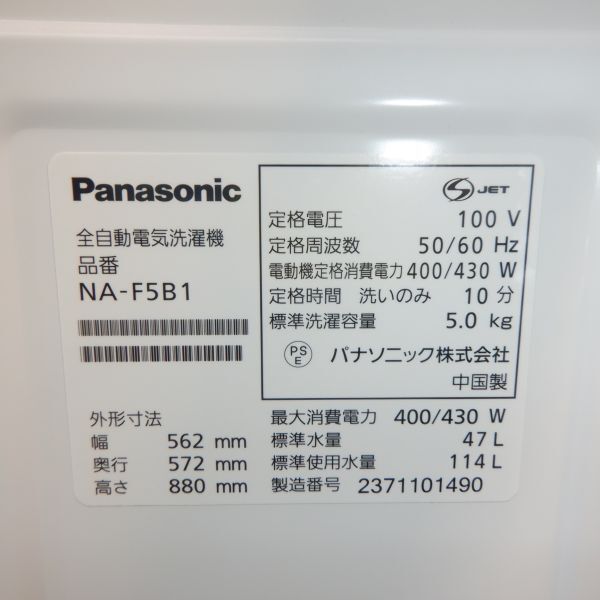 Panasonic
全自動電気洗濯機
品番
NA-F5B1
外形寸法
幅 562 mm
奥行 572 mm
高さ 880 mm
S JET
定格電圧 100 V
定格周波数 50/60 Hz
電動機定格消費電力 400/430 W
定格時間 洗いのみ 10 分
標準洗濯容量 5.0 kg
PS E パナソニック株式会社
中国製
最大消費電力 400/430 W
標準水量 47 L
標準使用水量 114 L
製造番号 2371101490